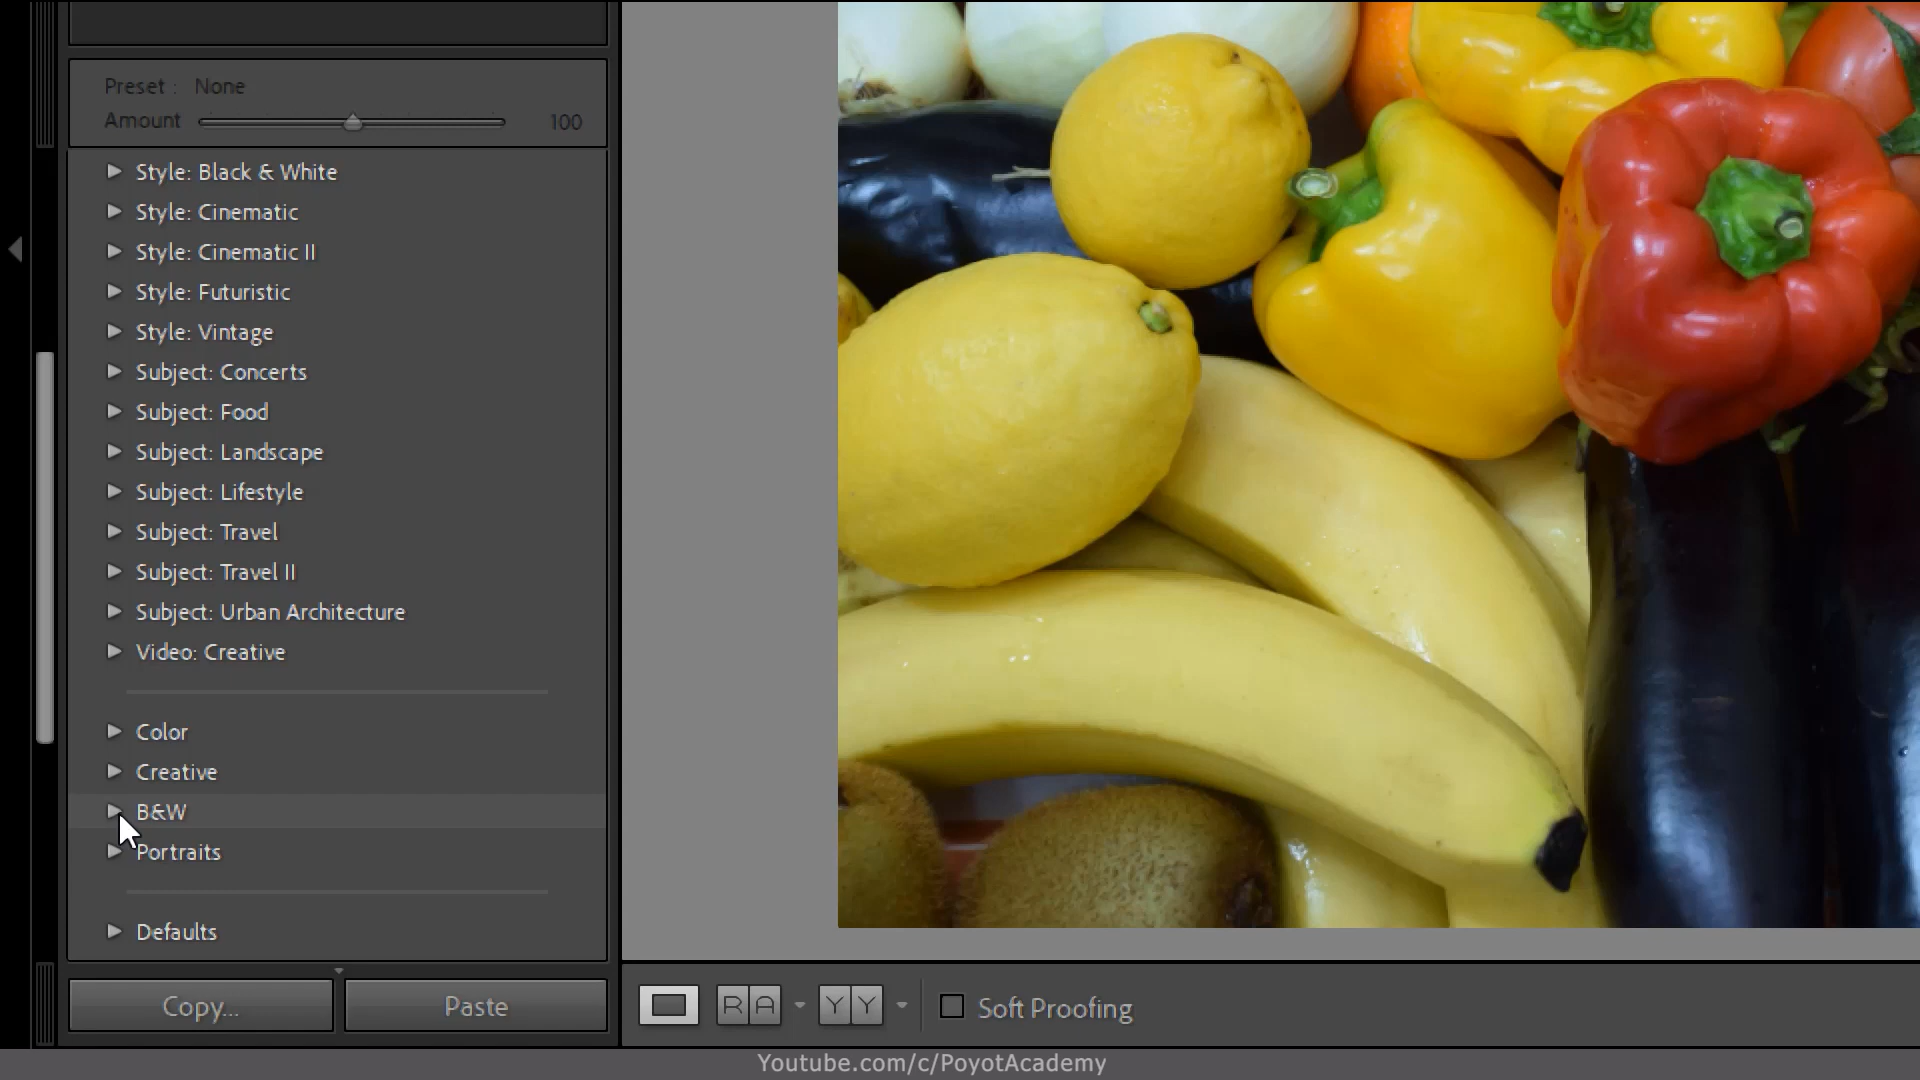 Preset : None
Amount 100
Style: Black & White
Style: Cinematic
Style: Cinematic II
Style: Futuristic
Style: Vintage
Subject: Concerts
Subject: Food
Subject: Landscape
Subject: Lifestyle
Subject: Travel
Subject: Travel II
Subject: Urban Architecture
Video: Creative
Color
Creative
B&W
Portraits
Defaults
Copy... Paste R A Y Y Soft Proofing
Youtube.com/c/PoyotAcademy